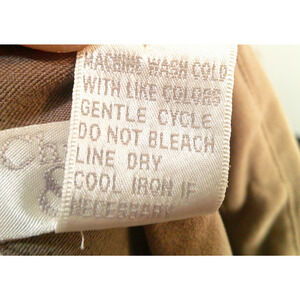 MACHINE WASH COLD
WITH LIKE COLORS
GENTLE CYCLE
DO NOT BLEACH
LINE DRY
COOL IRON IF
NECESSARY